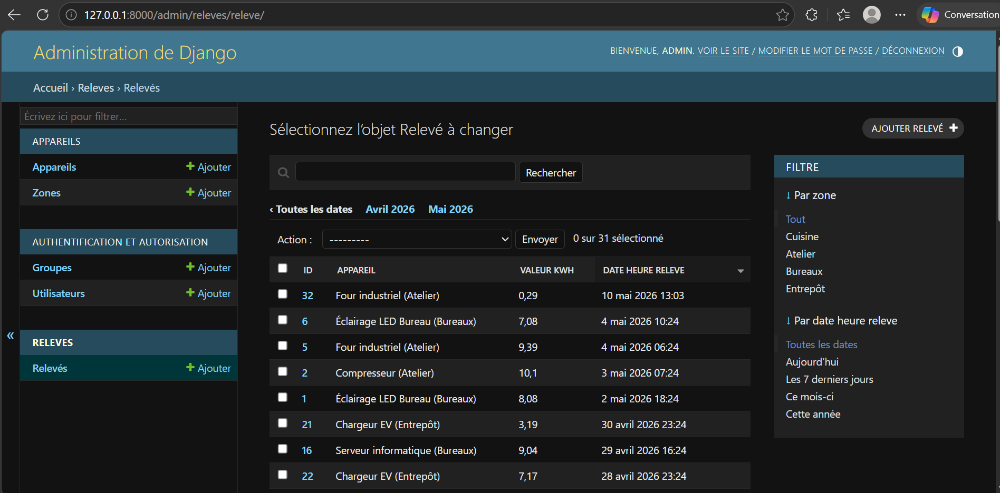 127.0.0.1:8000/admin/releves/releve/
Conversation
Administration de Django
BIENVENUE, ADMIN. VOIR LE SITE / MODIFIER LE MOT DE PASSE / DÉCONNEXION
Accueil › Releves › Relevés
Écrivez ici pour filtrer…
APPAREILS
Appareils Ajouter
Zones Ajouter
AUTHENTIFICATION ET AUTORISATION
Groupes Ajouter
Utilisateurs Ajouter
«
RELEVES
Relevés Ajouter
Sélectionnez l’objet Relevé à changer
AJOUTER RELEVÉ
Rechercher
‹ Toutes les dates Avril 2026 Mai 2026
Action : --------- Envoyer 0 sur 31 sélectionné
ID APPAREIL VALEUR KWH DATE HEURE RELEVE
32 Four industriel (Atelier) 0,29 10 mai 2026 13:03
6 Éclairage LED Bureau (Bureaux) 7,08 4 mai 2026 10:24
5 Four industriel (Atelier) 9,39 4 mai 2026 06:24
2 Compresseur (Atelier) 10,1 3 mai 2026 07:24
1 Éclairage LED Bureau (Bureaux) 8,08 2 mai 2026 18:24
21 Chargeur EV (Entrepôt) 3,19 30 avril 2026 23:24
16 Serveur informatique (Bureaux) 9,04 29 avril 2026 16:24
22 Chargeur EV (Entrepôt) 7,17 28 avril 2026 23:24
FILTRE
↓ Par zone
Tout
Cuisine
Atelier
Bureaux
Entrepôt
↓ Par date heure releve
Toutes les dates
Aujourd’hui
Les 7 derniers jours
Ce mois-ci
Cette année